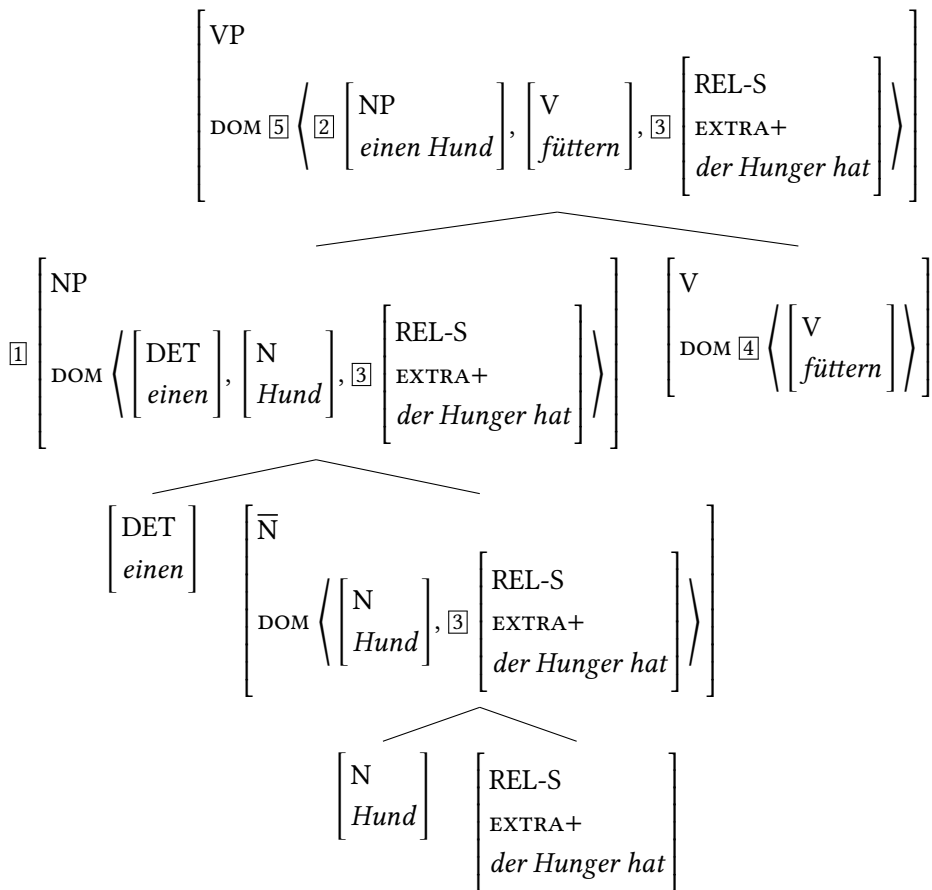 VP
DOM 5 ⟨ 2 [NP einen Hund], [V füttern], 3 [REL-S EXTRA+ der Hunger hat] ⟩
1 NP
DOM ⟨ [DET einen], [N Hund], 3 [REL-S EXTRA+ der Hunger hat] ⟩
V
DOM 4 ⟨ [V füttern] ⟩
DET
einen
N̅
DOM ⟨ [N Hund], 3 [REL-S EXTRA+ der Hunger hat] ⟩
N
Hund
REL-S
EXTRA+
der Hunger hat